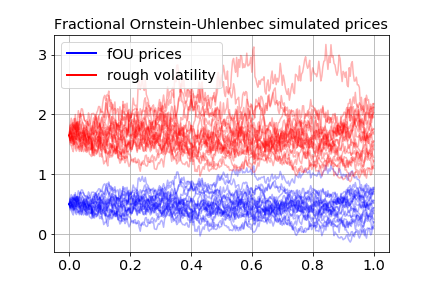 Fractional Ornstein-Uhlenbec simulated prices
fOU prices
rough volatility
3
2
1
0
0.0 0.2 0.4 0.6 0.8 1.0